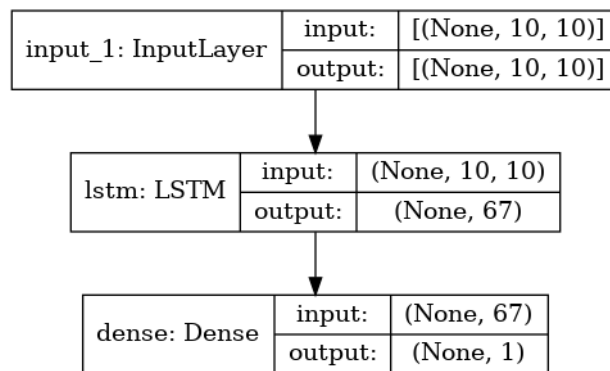 input_1: InputLayer
input:
[(None, 10, 10)]
output:
[(None, 10, 10)]
lstm: LSTM
input:
(None, 10, 10)
output:
(None, 67)
dense: Dense
input:
(None, 67)
output:
(None, 1)